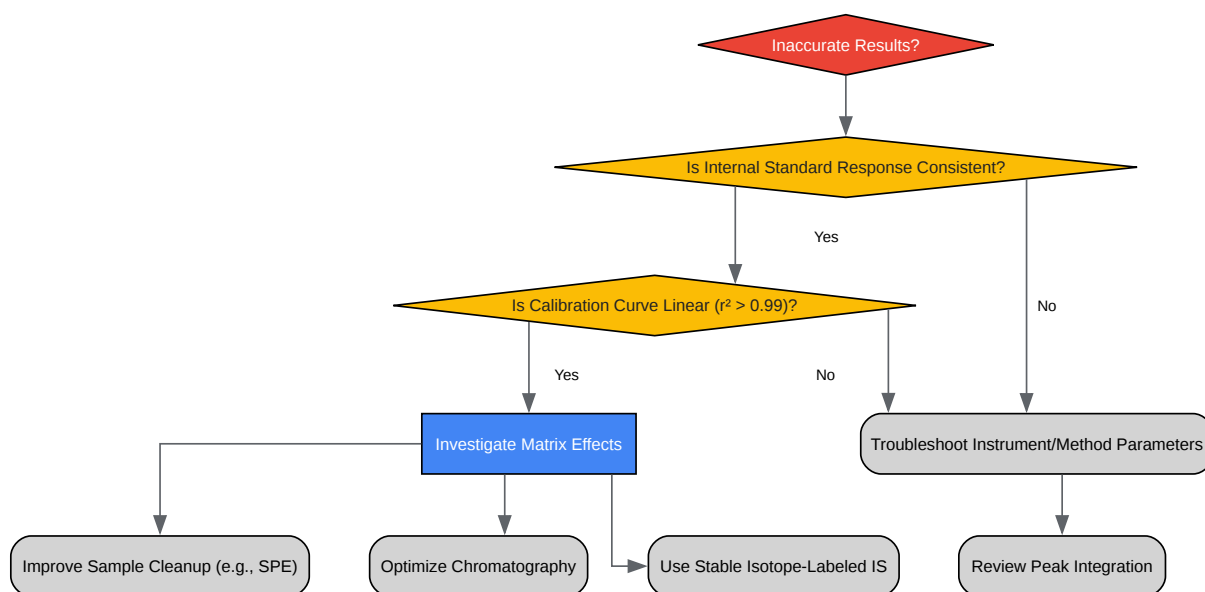 Inaccurate Results?
Is Internal Standard Response Consistent?
Yes
Is Calibration Curve Linear (r² > 0.99)?
No
Yes
No
Investigate Matrix Effects
Troubleshoot Instrument/Method Parameters
Improve Sample Cleanup (e.g., SPE)
Optimize Chromatography
Use Stable Isotope-Labeled IS
Review Peak Integration